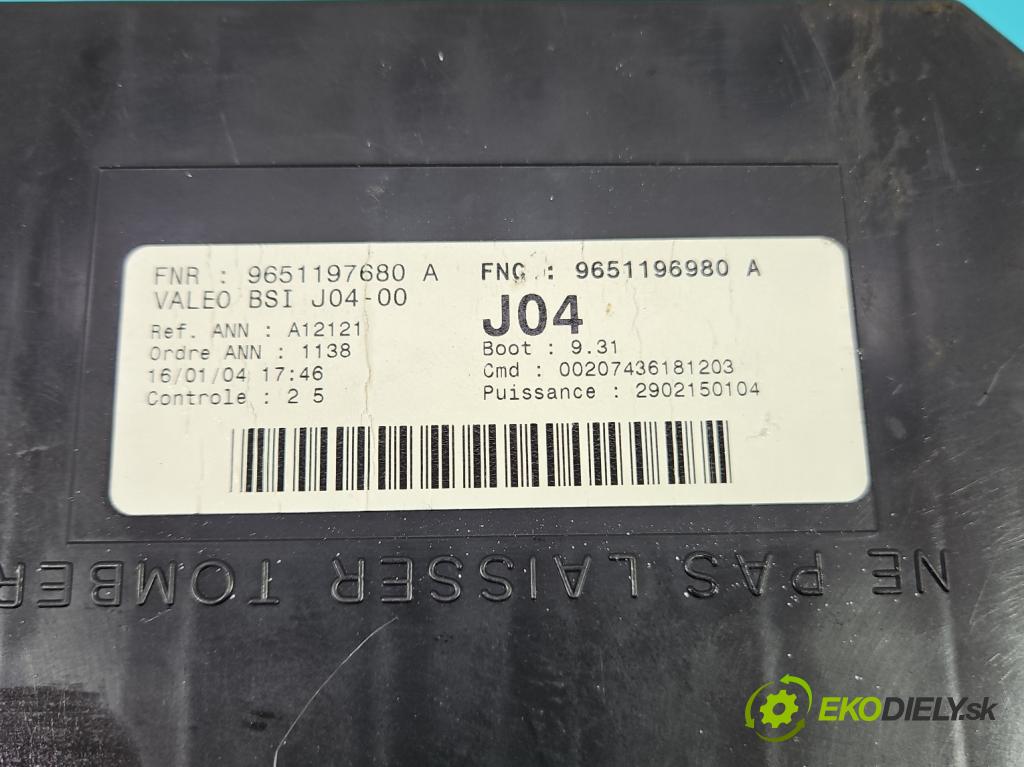 FNR : 9651197680 A
VALEO BSI J04-00
Ref. ANN : A12121
Ordre ANN : 1138
16/01/04 17:46
Controle : 2 5
FNC : 9651196980 A
J04
Boot : 9.31
Cmd : 00207436181203
Puissance : 2902150104
NE PAS LAISSER TOMBER
EKODIELY.sk